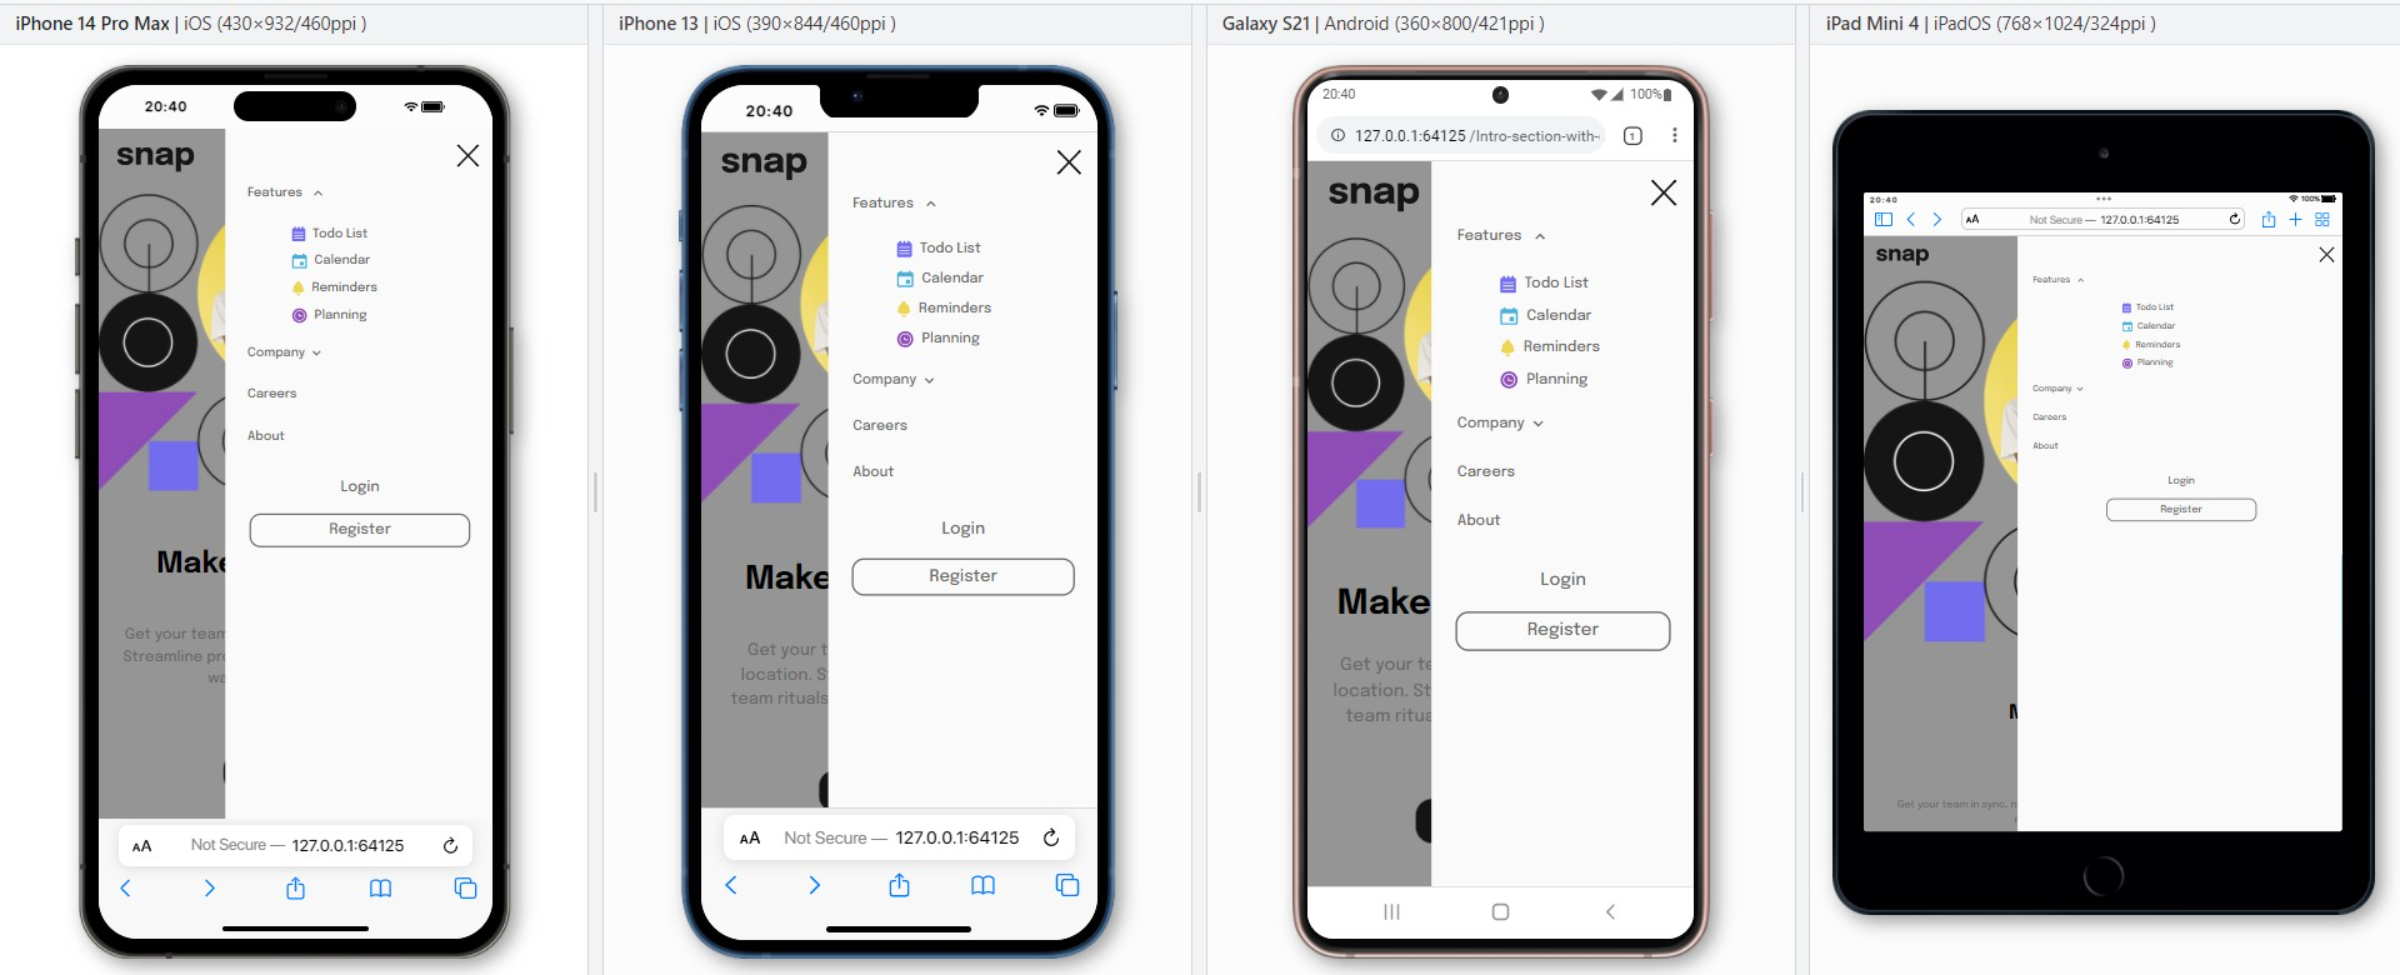 iPhone 14 Pro Max | iOS (430×932/460ppi )
20:40
snap
Features
Todo List
Calendar
Reminders
Planning
Company
Careers
About
Login
Register
Make
Get your team
Streamline pr
wa
AA Not Secure — 127.0.0.1:64125
iPhone 13 | iOS (390×844/460ppi )
20:40
snap
Features
Todo List
Calendar
Reminders
Planning
Company
Careers
About
Login
Register
Make
Get your t
location. S
team rituals
AA Not Secure — 127.0.0.1:64125
Galaxy S21 | Android (360×800/421ppi )
20:40 100%
127.0.0.1:64125 /Intro-section-with- 1
snap
Features
Todo List
Calendar
Reminders
Planning
Company
Careers
About
Login
Register
Make
Get your te
location. St
team ritua
iPad Mini 4 | iPadOS (768×1024/324ppi )
20:40 100%
AA Not Secure — 127.0.0.1:64125
snap
Features
Todo List
Calendar
Reminders
Planning
Company
Careers
About
Login
Register
M
Get your team in sync, n